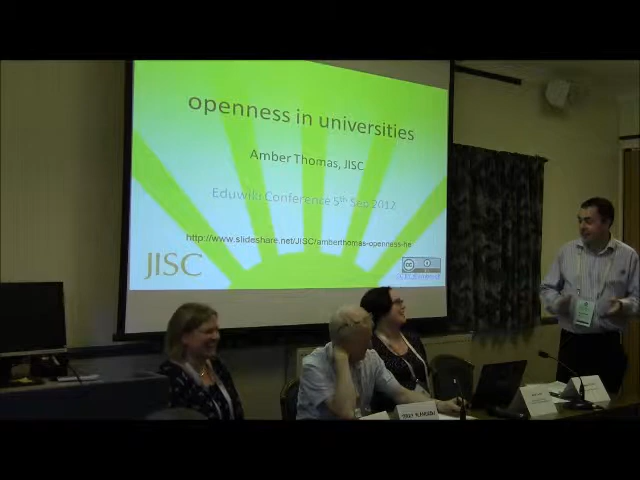 openness in universities
Amber Thomas, JISC
Eduwiki Conference 5th Sep 2012
http://www.slideshare.net/JISC/amberthomas-openness-he
JISC
cc